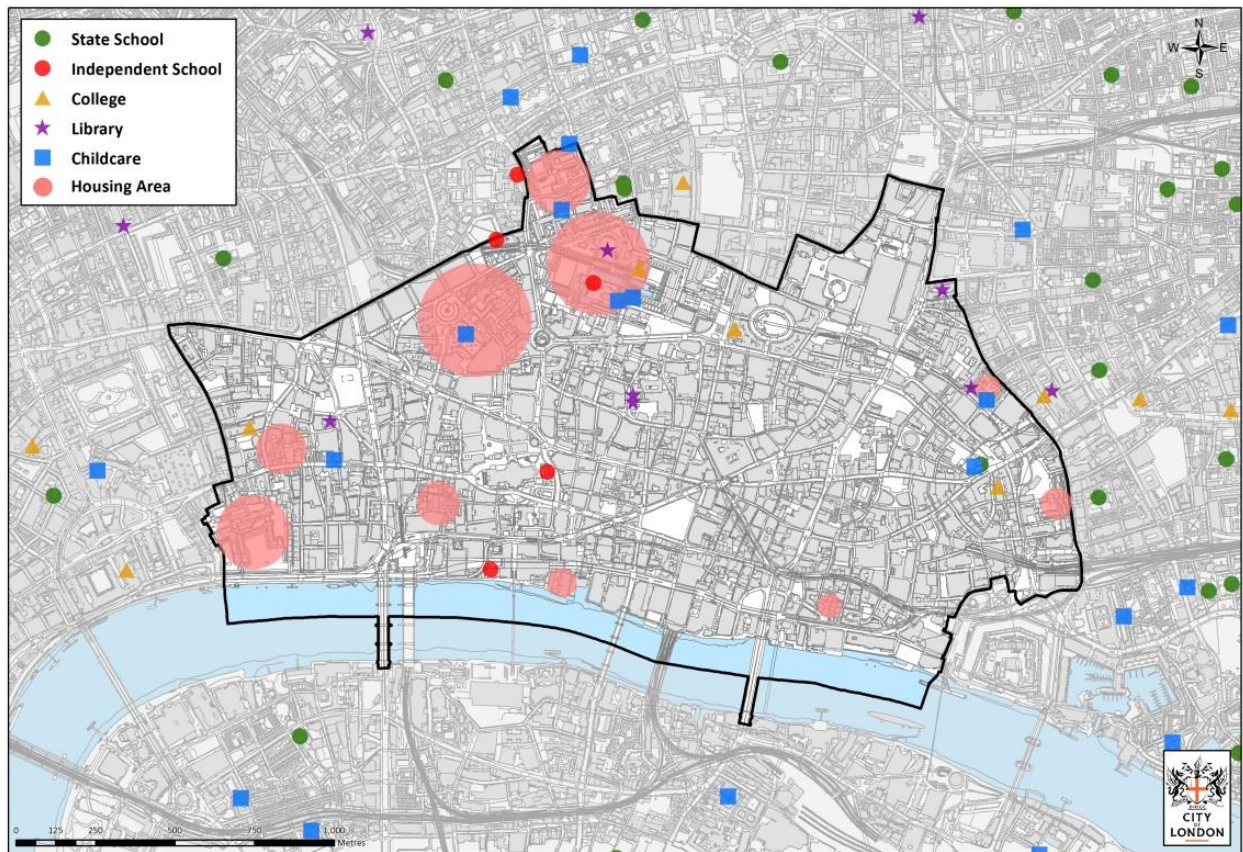 State School
Independent School
College
Library
Childcare
Housing Area
N
W E
S
0 125 250 500 750 1,000
Metres
CITY
OF
LONDON